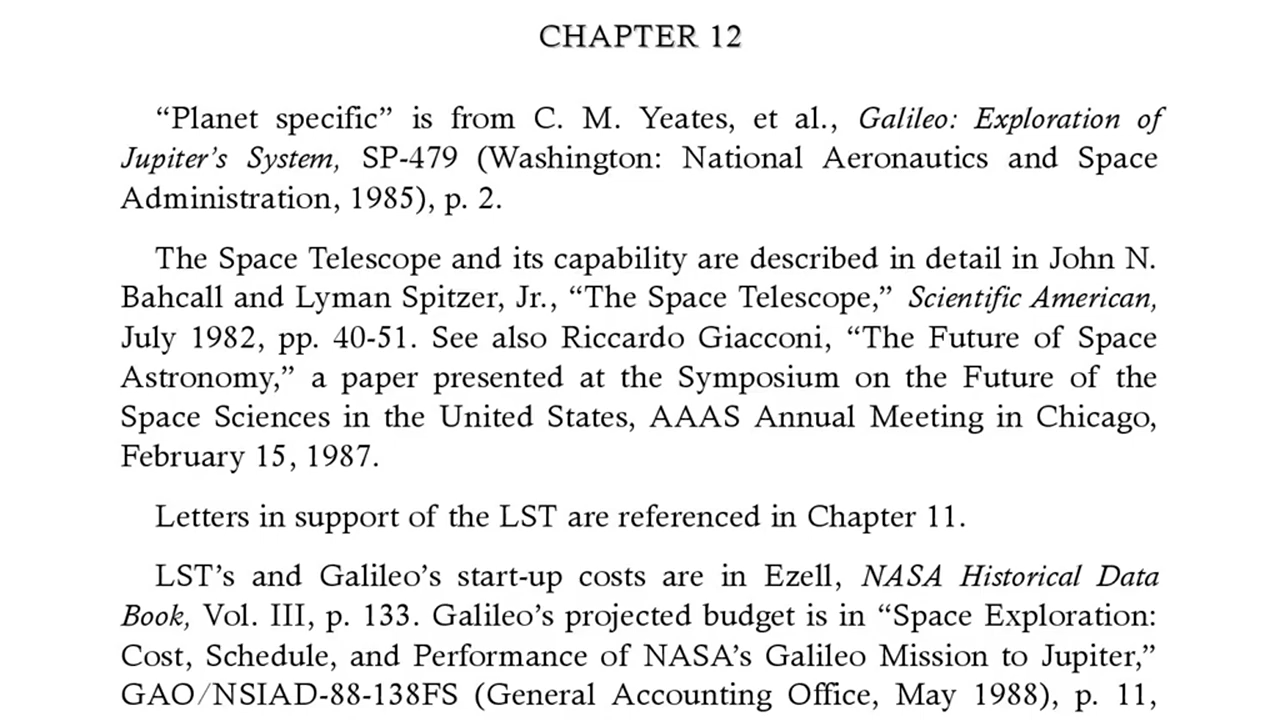 CHAPTER 12
“Planet specific” is from C. M. Yeates, et al., Galileo: Exploration of
Jupiter’s System, SP-479 (Washington: National Aeronautics and Space
Administration, 1985), p. 2.
The Space Telescope and its capability are described in detail in John N.
Bahcall and Lyman Spitzer, Jr., “The Space Telescope,” Scientific American,
July 1982, pp. 40-51. See also Riccardo Giacconi, “The Future of Space
Astronomy,” a paper presented at the Symposium on the Future of the
Space Sciences in the United States, AAAS Annual Meeting in Chicago,
February 15, 1987.
Letters in support of the LST are referenced in Chapter 11.
LST’s and Galileo’s start-up costs are in Ezell, NASA Historical Data
Book, Vol. III, p. 133. Galileo’s projected budget is in “Space Exploration:
Cost, Schedule, and Performance of NASA’s Galileo Mission to Jupiter,”
GAO/NSIAD-88-138FS (General Accounting Office, May 1988), p. 11,